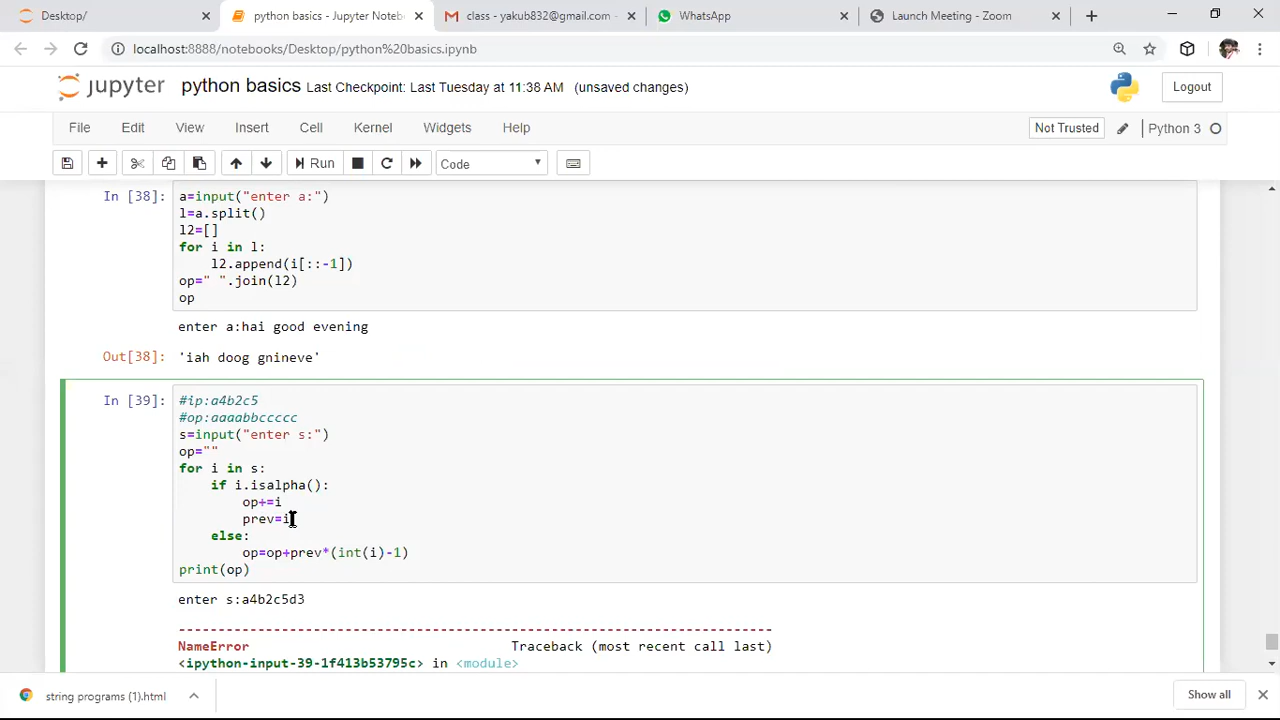 Desktop/
python basics - Jupyter Noteb
class - yakub832@gmail.com -
WhatsApp
Launch Meeting - Zoom
localhost:8888/notebooks/Desktop/python%20basics.ipynb
jupyter
python basics Last Checkpoint: Last Tuesday at 11:38 AM (unsaved changes)
Logout
File Edit View Insert Cell Kernel Widgets Help
Not Trusted
Python 3
Run
Code
In [38]:
a=input("enter a:")
l=a.split()
l2=[]
for i in l:
    l2.append(i[::-1])
op=" ".join(l2)
op
enter a:hai good evening
Out[38]: 'iah doog gnineve'
In [39]:
#ip:a4b2c5
#op:aaaabbccccc
s=input("enter s:")
op=""
for i in s:
    if i.isalpha():
        op+=i
        prev=i
    else:
        op=op+prev*(int(i)-1)
print(op)
enter s:a4b2c5d3
---------------------------------------------------------------------------
NameError Traceback (most recent call last)
<ipython-input-39-1f413b53795c> in <module>
string programs (1).html
Show all